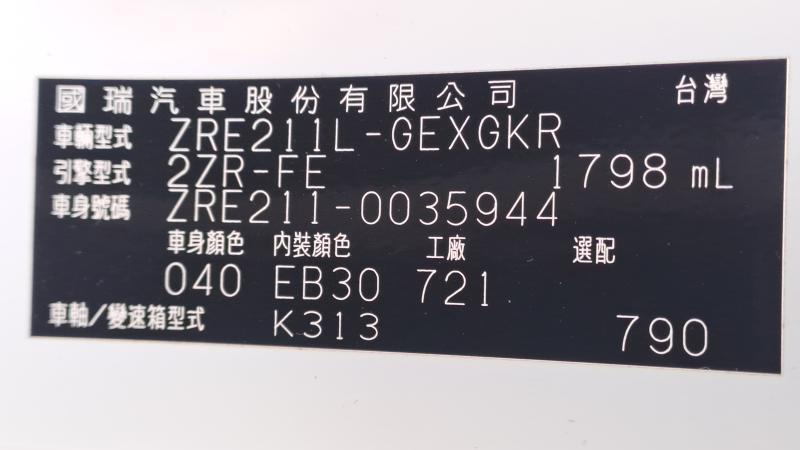 國瑞汽車股份有限公司 台灣
車輛型式 ZRE211L-GEXGKR
引擎型式 2ZR-FE 1798 mL
車身號碼 ZRE211-0035944
車身顏色 內裝顏色 工廠 選配
040 EB30 721
車軸/變速箱型式 K313 790